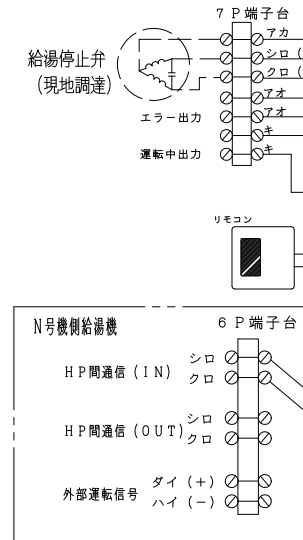 7P端子台
給湯停止弁
(現地調達)
アカ
シロ(
クロ(
アオ
エラー出力
アオ
キ
運転中出力
キ
リモコン
N号機側給湯機
6P端子台
HP間通信(IN)
シロ
クロ
HP間通信(OUT)
シロ
クロ
外部運転信号
ダイ(+)
ハイ(-)